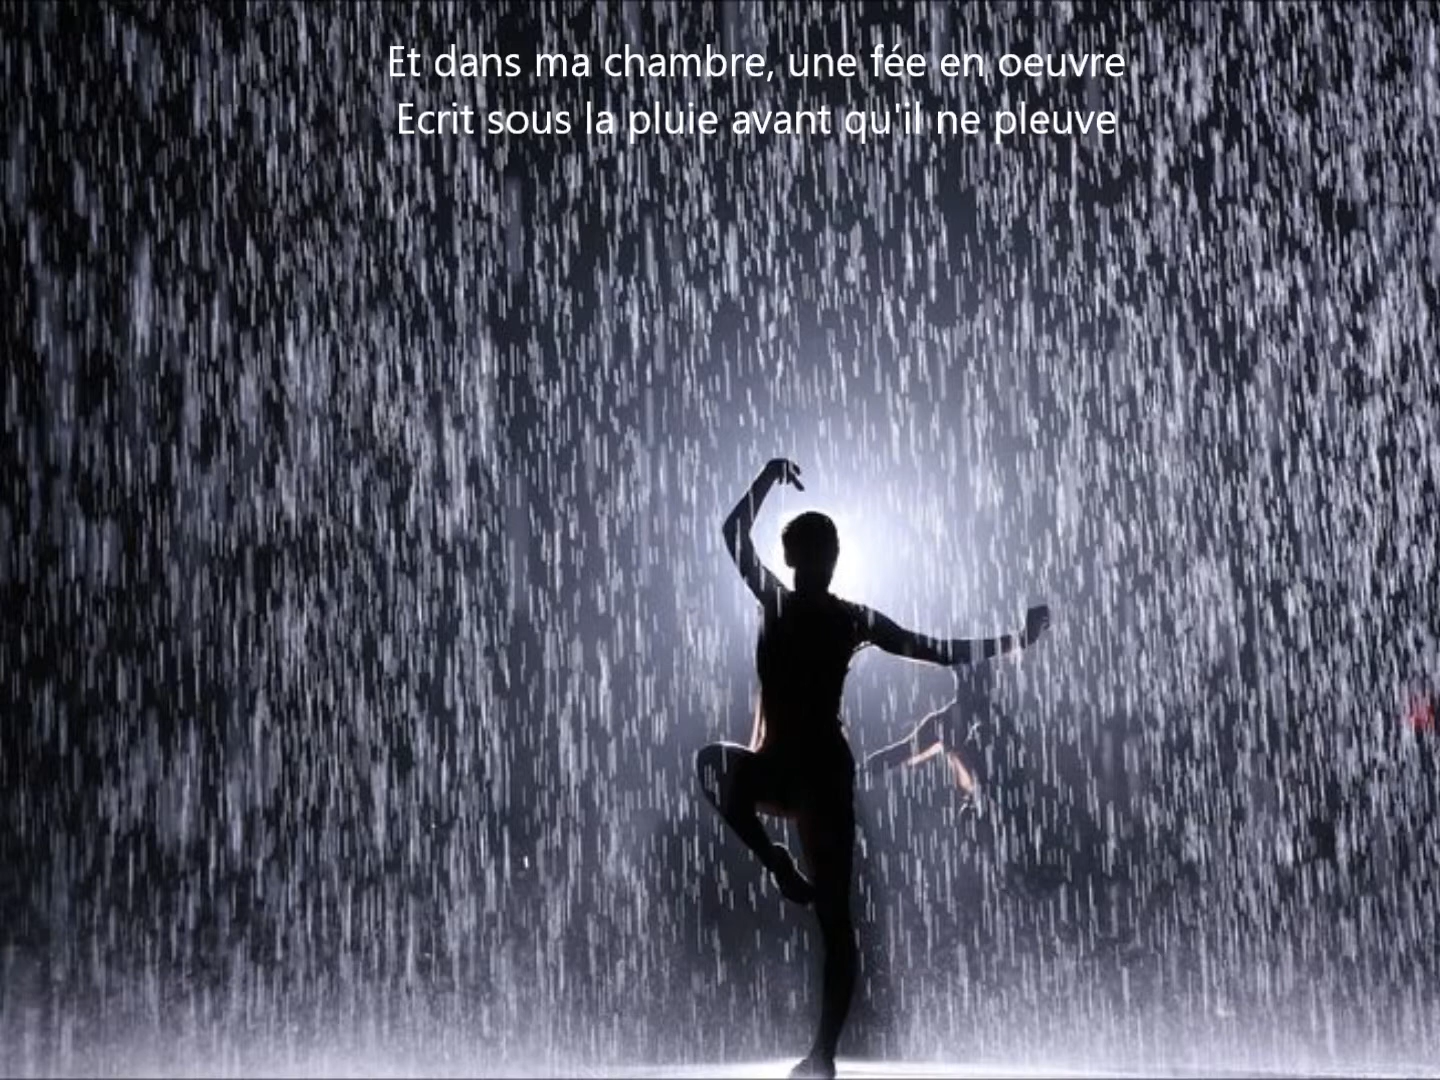 Et dans ma chambre, une fée en oeuvre
Ecrit sous la pluie avant qu'il ne pleuve